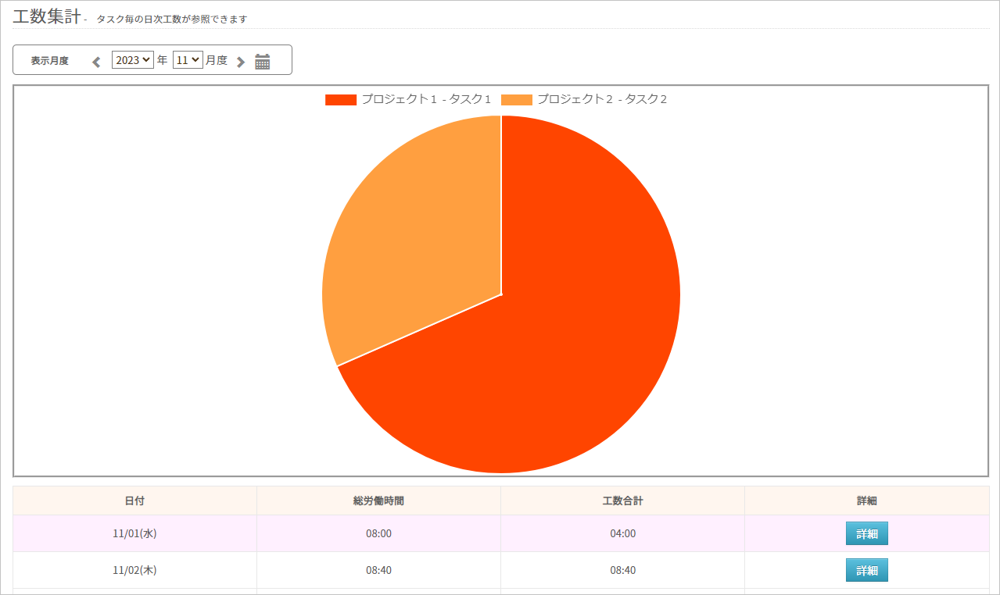 工数集計 - タスク毎の日次工数が参照できます
表示月度 2023 年 11 月度
プロジェクト１ - タスク１ プロジェクト２ - タスク２
日付 総労働時間 工数合計 詳細
11/01(水) 08:00 04:00 詳細
11/02(木) 08:40 08:40 詳細